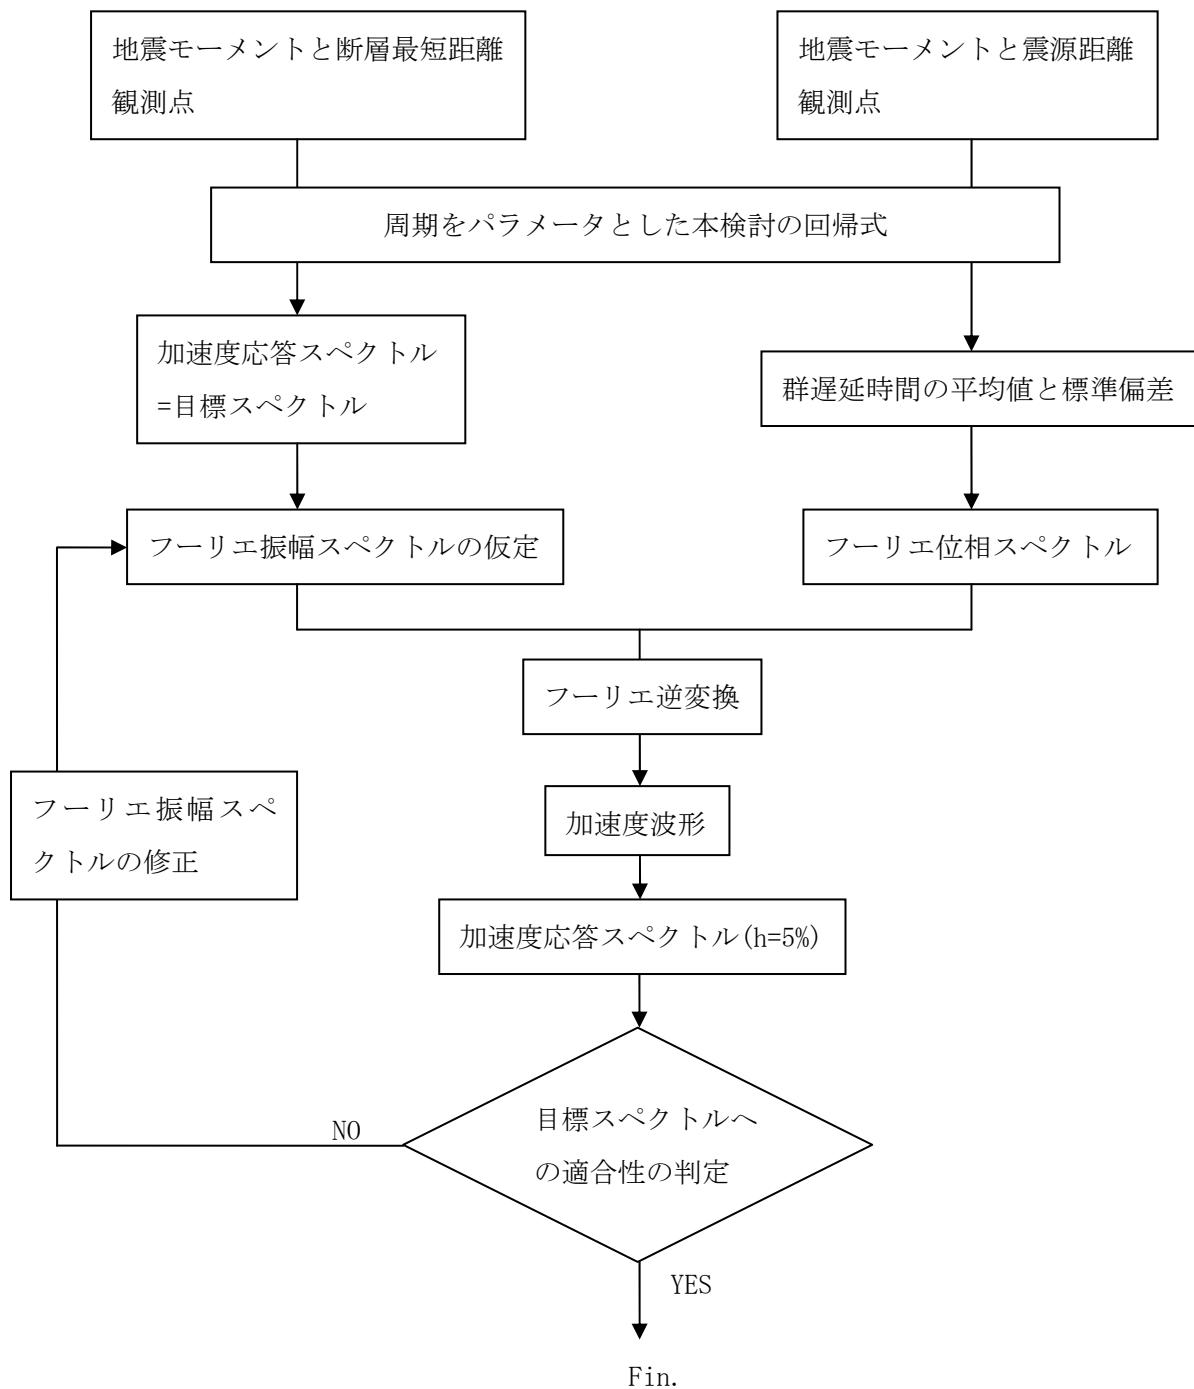 地震モーメントと断層最短距離
観測点
地震モーメントと震源距離
観測点
周期をパラメータとした本検討の回帰式
加速度応答スペクトル
=目標スペクトル
群遅延時間の平均値と標準偏差
フーリエ振幅スペクトルの仮定
フーリエ位相スペクトル
フーリエ逆変換
フーリエ振幅スペ
クトルの修正
加速度波形
加速度応答スペクトル(h=5%)
目標スペクトルへ
の適合性の判定
NO
YES
Fin.